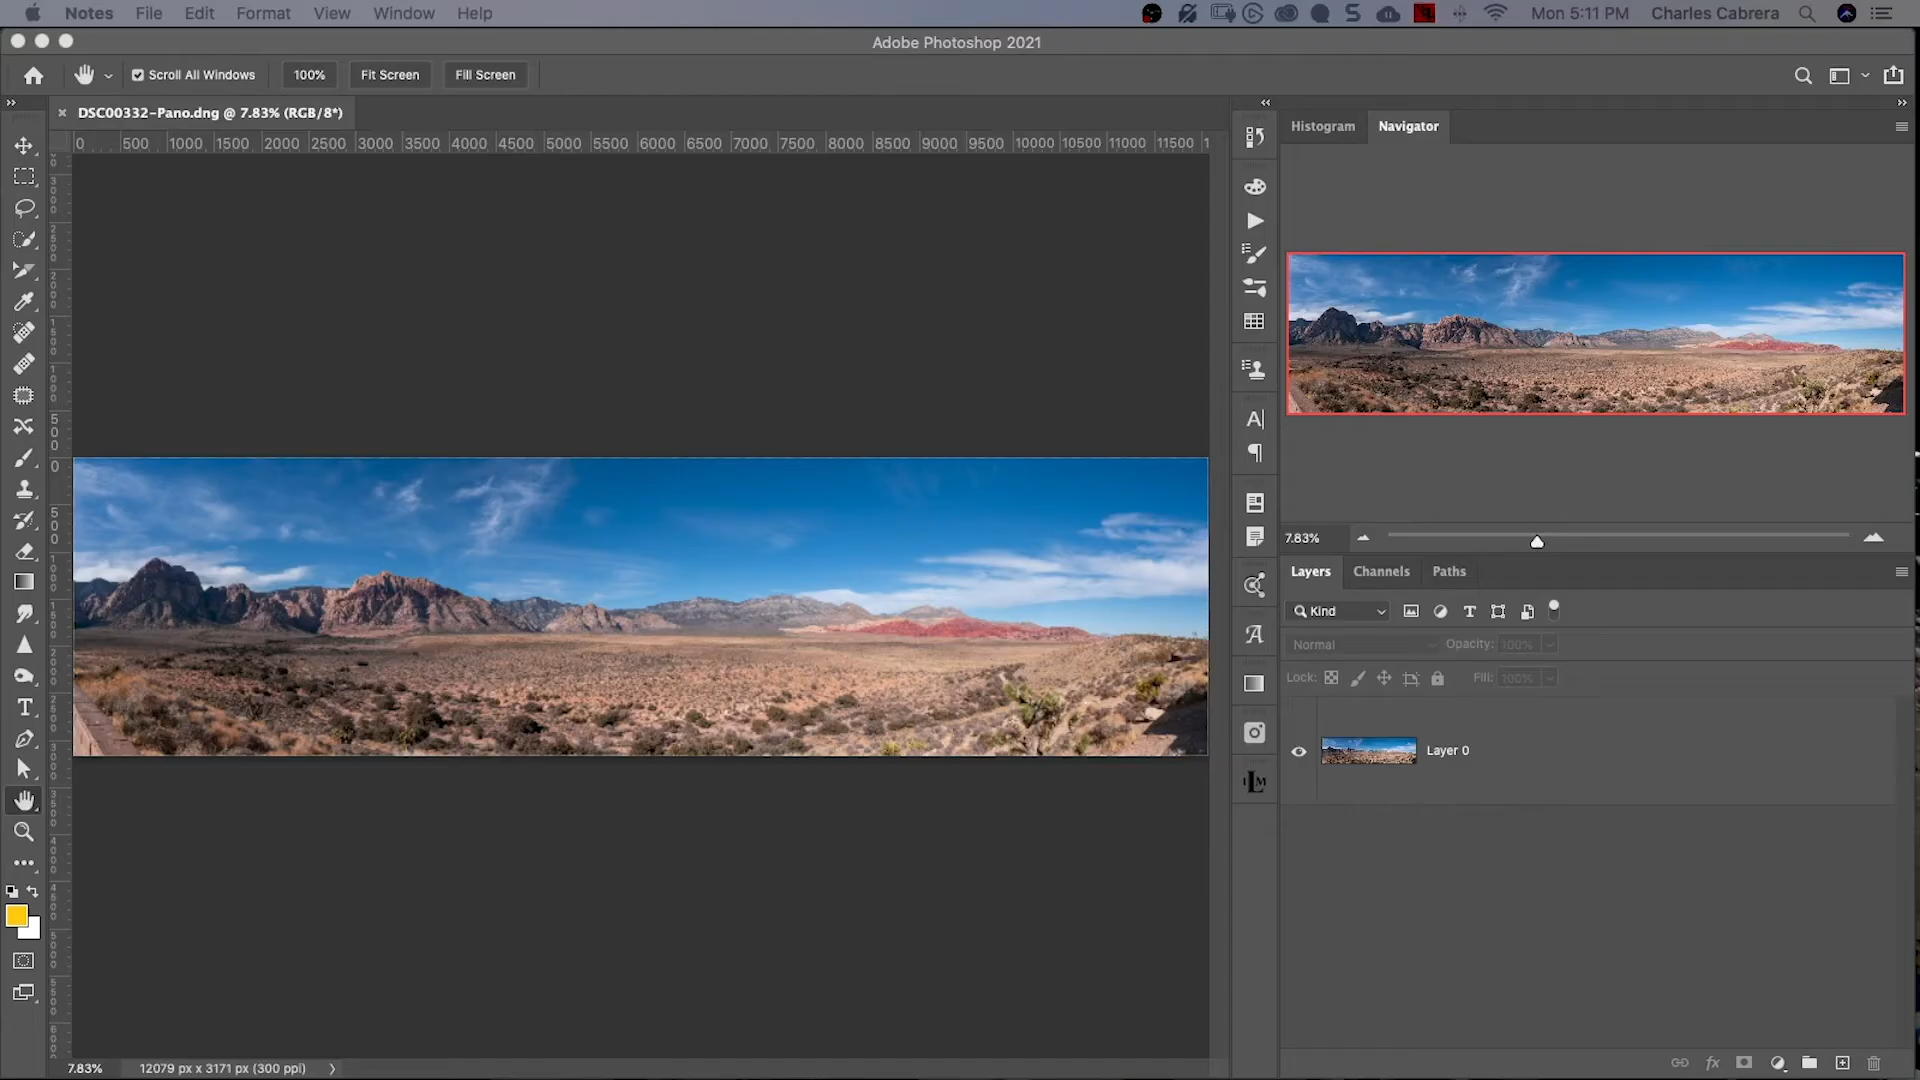 Notes File Edit Format View Window Help Mon 5:11 PM Charles Cabrera
Adobe Photoshop 2021
Scroll All Windows 100% Fit Screen Fill Screen
× DSC00332-Pano.dng @ 7.83% (RGB/8*)
0 500 1000 1500 2000 2500 3000 3500 4000 4500 5000 5500 6000 6500 7000 7500 8000 8500 9000 9500 10000 10500 11000 11500 1
Histogram Navigator
7.83%
Layers Channels Paths
Kind
Normal Opacity: 100%
Lock: Fill: 100%
Layer 0
7.83% 12079 px x 3171 px (300 ppi)